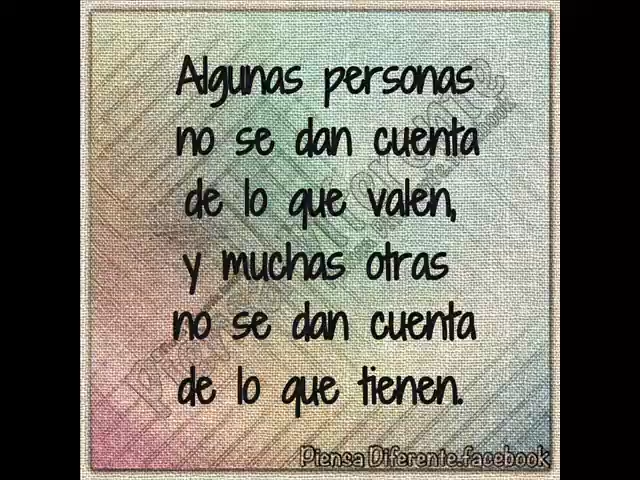 Algunas personas
no se dan cuenta
de lo que valen,
y muchas otras
no se dan cuenta
de lo que tienen.
Piensa Diferente.facebook